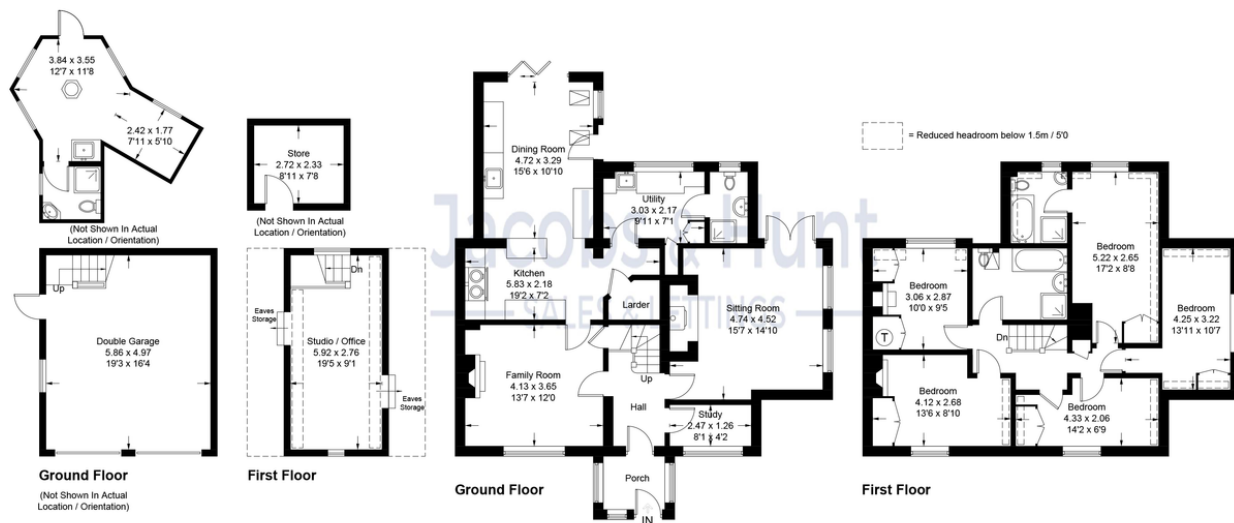 3.84 x 3.55
12'7 x 11'8
2.42 x 1.77
7'11 x 5'10
(Not Shown In Actual
Location / Orientation)
Store
2.72 x 2.33
8'11 x 7'8
(Not Shown In Actual
Location / Orientation)
Up
Double Garage
5.86 x 4.97
19'3 x 16'4
Ground Floor
(Not Shown In Actual
Location / Orientation)
Dn
Eaves
Storage
Studio / Office
5.92 x 2.76
19'5 x 9'1
Eaves
Storage
First Floor
Jacobs & Hunt
SALES & LETTINGS
Dining Room
4.72 x 3.29
15'6 x 10'10
Utility
3.03 x 2.17
9'11 x 7'1
Kitchen
5.83 x 2.18
19'2 x 7'2
Larder
Sitting Room
4.74 x 4.52
15'7 x 14'10
Family Room
4.13 x 3.65
13'7 x 12'0
Up
Hall
Study
2.47 x 1.26
8'1 x 4'2
Porch
IN
Ground Floor
= Reduced headroom below 1.5m / 5'0
Bedroom
5.22 x 2.65
17'2 x 8'8
Bedroom
3.06 x 2.87
10'0 x 9'5
T
Bedroom
4.25 x 3.22
13'11 x 10'7
Dn
Bedroom
4.12 x 2.68
13'6 x 8'10
Bedroom
4.33 x 2.06
14'2 x 6'9
First Floor